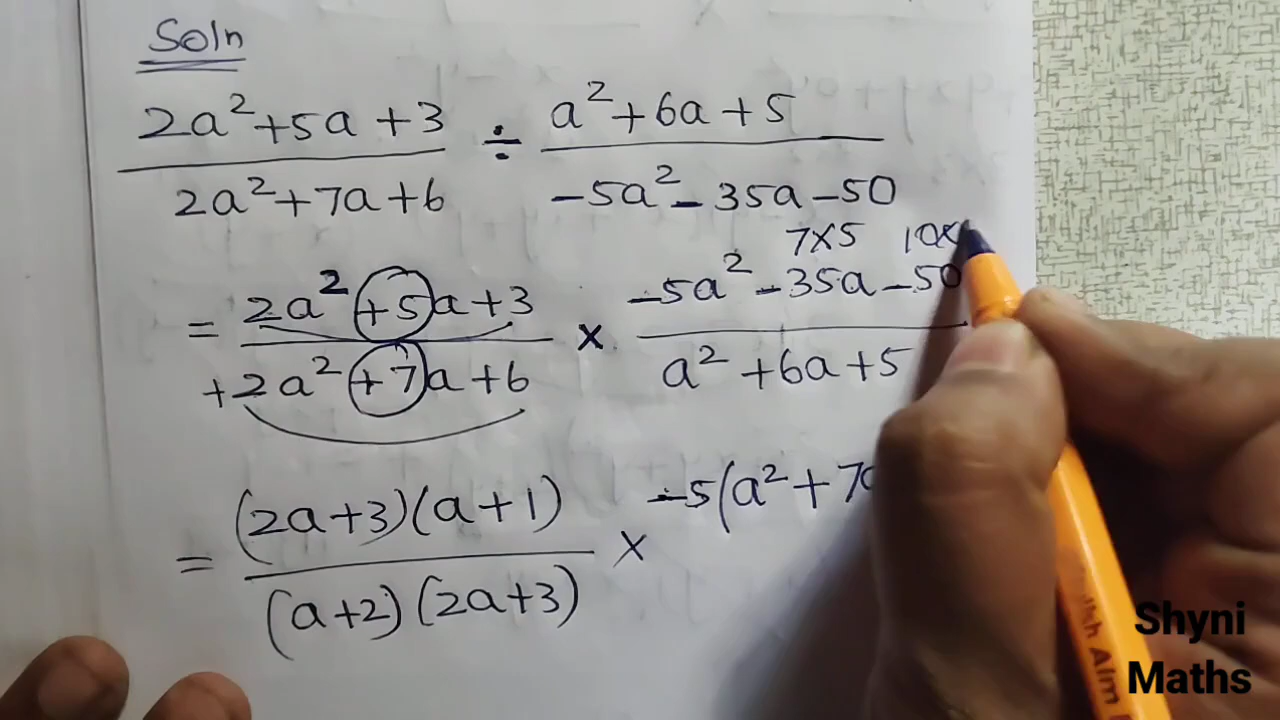 Soln
2a²+5a+3 / 2a²+7a+6 ÷ a²+6a+5 / -5a²-35a-50
7×5 10×
= 2a²+5a+3 / +2a²+7a+6 × -5a²-35a-50 / a²+6a+5
= (2a+3)(a+1) / (a+2)(2a+3) × -5(a²+7a
Shyni
Maths